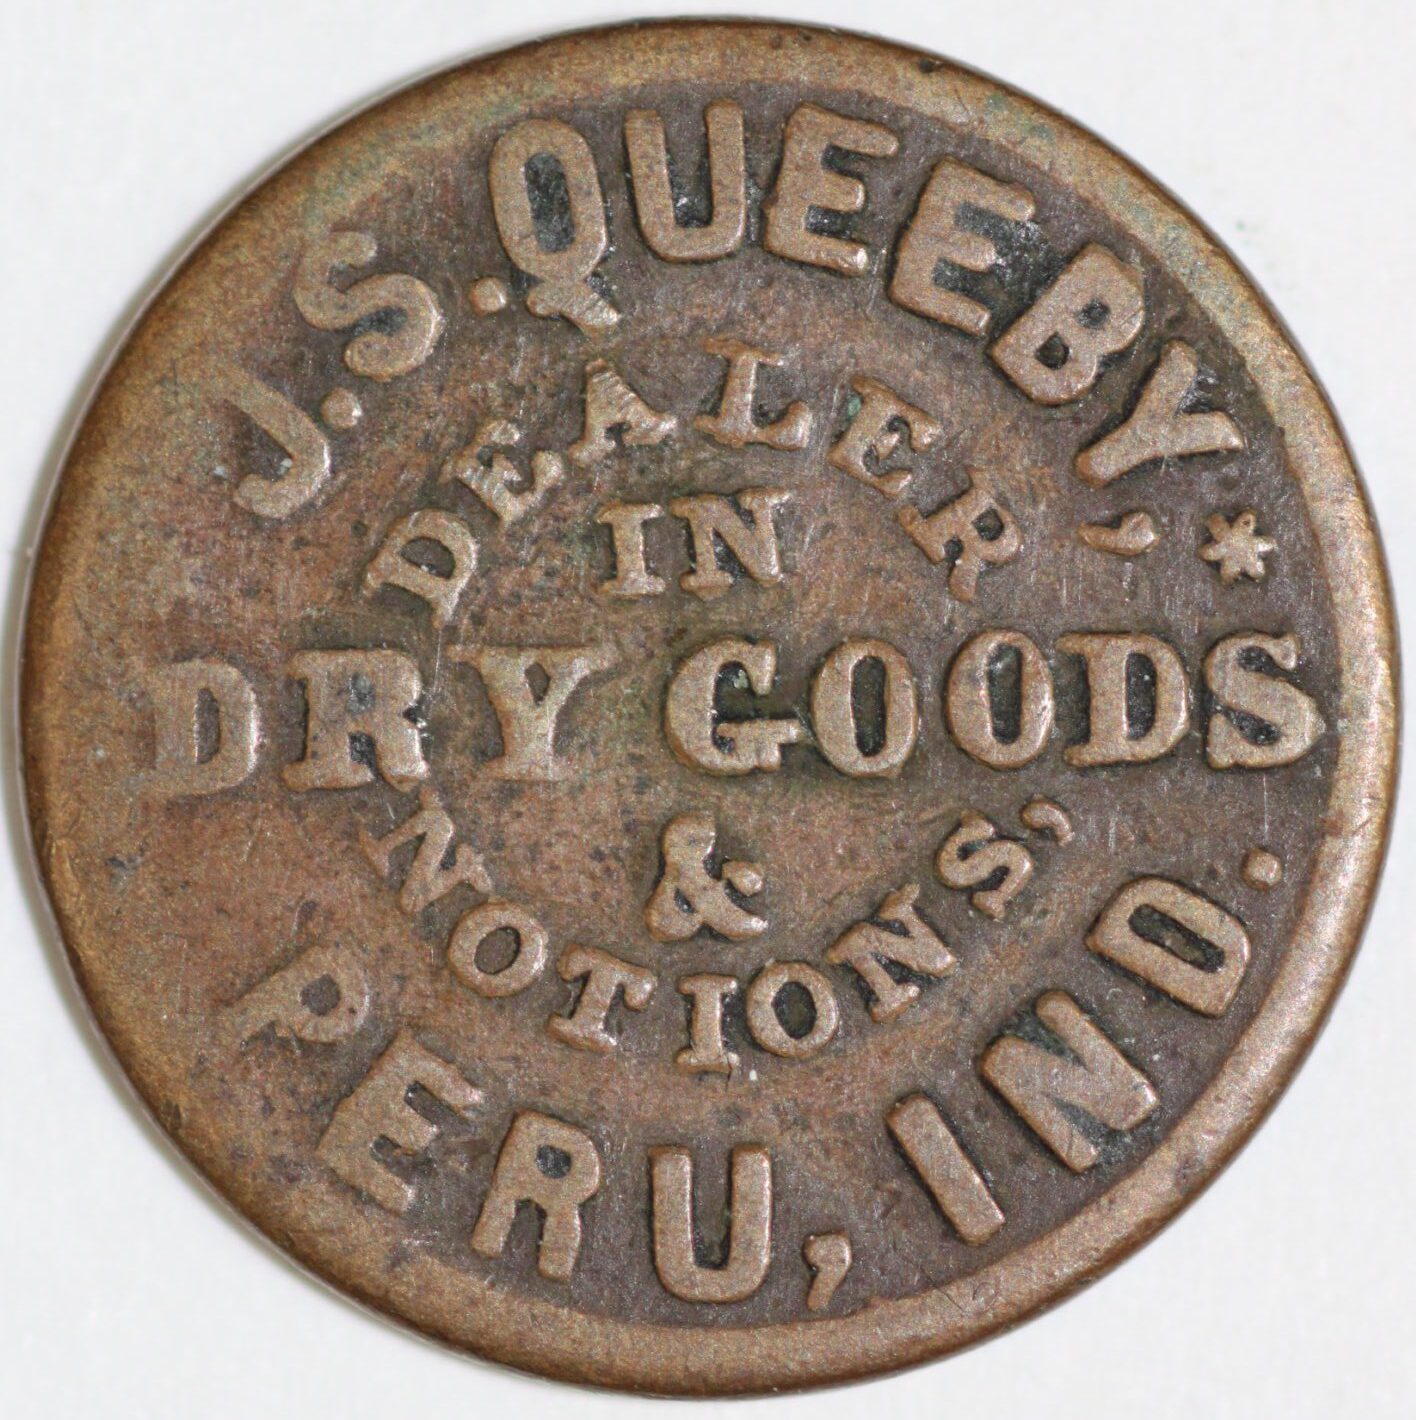 J.S.QUEEBY, *
DEALER
IN
DRY GOODS
&
NOTIONS,
PERU, IND.